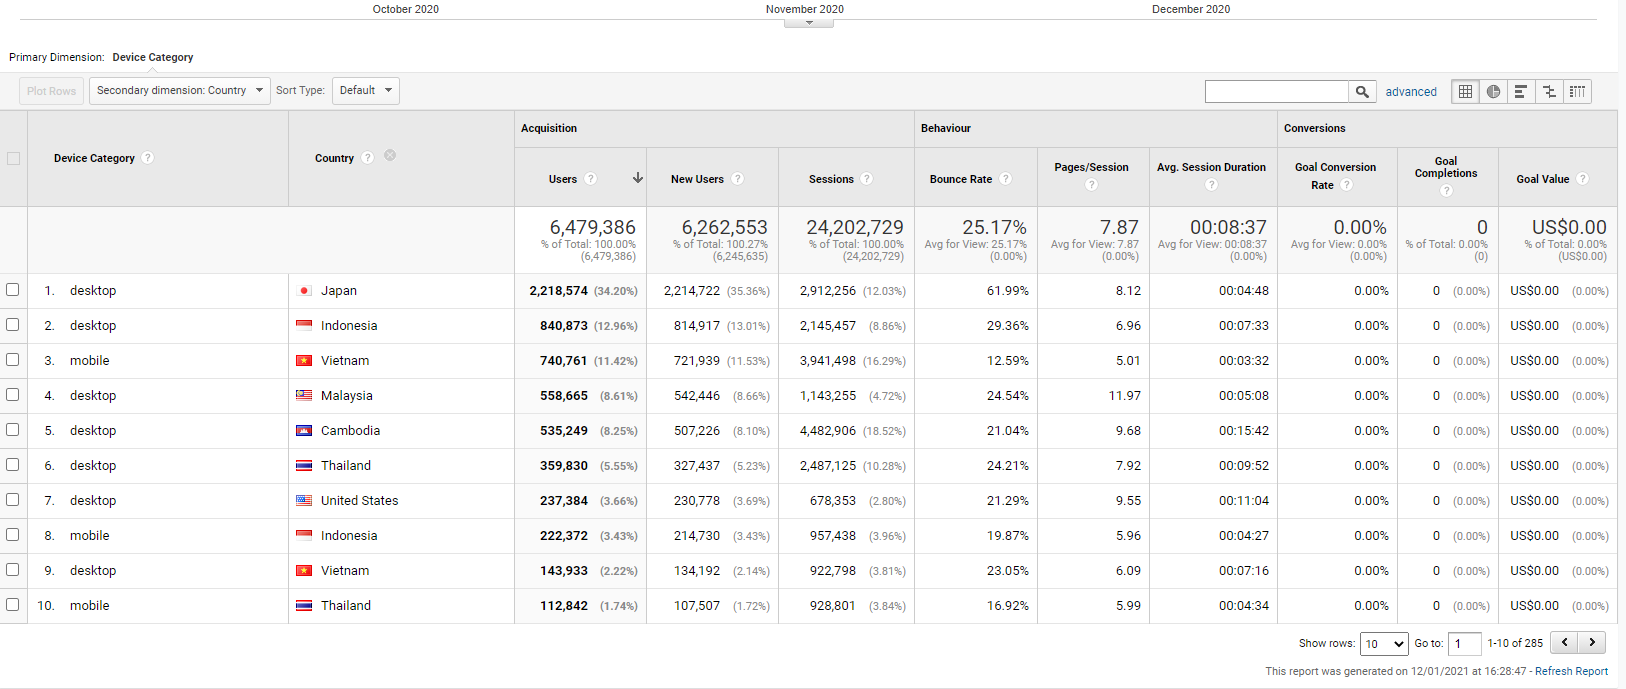 October 2020 November 2020 December 2020
Primary Dimension: Device Category
Plot Rows Secondary dimension: Country Sort Type: Default advanced
Acquisition Behaviour Conversions
Device Category ? Country ?
Users ? New Users ? Sessions ? Bounce Rate ? Pages/Session ? Avg. Session Duration ? Goal Conversion Rate ? Goal Completions ? Goal Value ?
6,479,386 6,262,553 24,202,729 25.17% 7.87 00:08:37 0.00% 0 US$0.00
% of Total: 100.00% % of Total: 100.27% % of Total: 100.00% Avg for View: 25.17% Avg for View: 7.87 Avg for View: 00:08:37 Avg for View: 0.00% % of Total: 0.00% % of Total: 0.00%
(6,479,386) (6,245,635) (24,202,729) (0.00%) (0.00%) (0.00%) (0.00%) (0) (US$0.00)
1. desktop Japan 2,218,574 (34.20%) 2,214,722 (35.36%) 2,912,256 (12.03%) 61.99% 8.12 00:04:48 0.00% 0 (0.00%) US$0.00 (0.00%)
2. desktop Indonesia 840,873 (12.96%) 814,917 (13.01%) 2,145,457 (8.86%) 29.36% 6.96 00:07:33 0.00% 0 (0.00%) US$0.00 (0.00%)
3. mobile Vietnam 740,761 (11.42%) 721,939 (11.53%) 3,941,498 (16.29%) 12.59% 5.01 00:03:32 0.00% 0 (0.00%) US$0.00 (0.00%)
4. desktop Malaysia 558,665 (8.61%) 542,446 (8.66%) 1,143,255 (4.72%) 24.54% 11.97 00:05:08 0.00% 0 (0.00%) US$0.00 (0.00%)
5. desktop Cambodia 535,249 (8.25%) 507,226 (8.10%) 4,482,906 (18.52%) 21.04% 9.68 00:15:42 0.00% 0 (0.00%) US$0.00 (0.00%)
6. desktop Thailand 359,830 (5.55%) 327,437 (5.23%) 2,487,125 (10.28%) 24.21% 7.92 00:09:52 0.00% 0 (0.00%) US$0.00 (0.00%)
7. desktop United States 237,384 (3.66%) 230,778 (3.69%) 678,353 (2.80%) 21.29% 9.55 00:11:04 0.00% 0 (0.00%) US$0.00 (0.00%)
8. mobile Indonesia 222,372 (3.43%) 214,730 (3.43%) 957,438 (3.96%) 19.87% 5.96 00:04:27 0.00% 0 (0.00%) US$0.00 (0.00%)
9. desktop Vietnam 143,933 (2.22%) 134,192 (2.14%) 922,798 (3.81%) 23.05% 6.09 00:07:16 0.00% 0 (0.00%) US$0.00 (0.00%)
10. mobile Thailand 112,842 (1.74%) 107,507 (1.72%) 928,801 (3.84%) 16.92% 5.99 00:04:34 0.00% 0 (0.00%) US$0.00 (0.00%)
Show rows: 10 Go to: 1 1-10 of 285
This report was generated on 12/01/2021 at 16:28:47 - Refresh Report